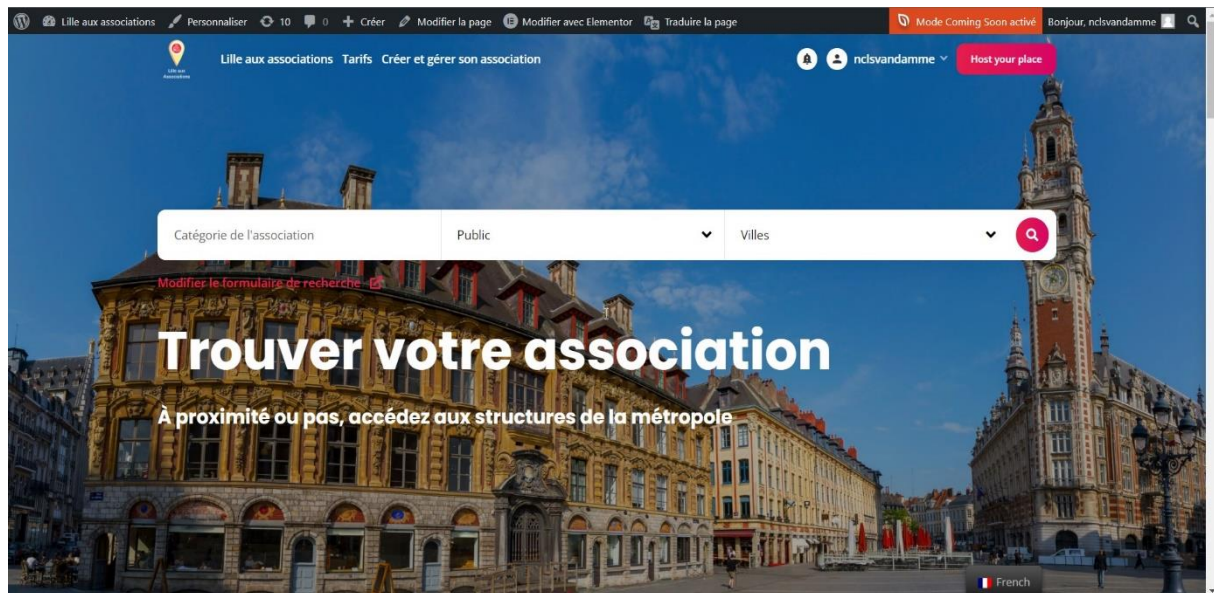 Lille aux associations Personnaliser 10 0 Créer Modifier la page Modifier avec Elementor Traduire la page Mode Coming Soon activé Bonjour, nclsvandamme
Lille aux associations Tarifs Créer et gérer son association nclsvandamme Host your place
Lille aux
Associations
Catégorie de l'association Public Villes
Modifier le formulaire de recherche
Trouver votre association
À proximité ou pas, accédez aux structures de la métropole
French